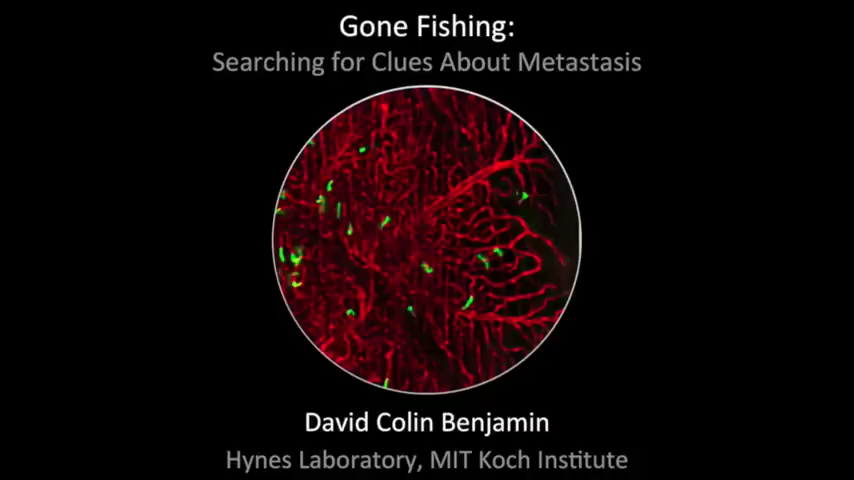 Gone Fishing:
Searching for Clues About Metastasis
David Colin Benjamin
Hynes Laboratory, MIT Koch Institute